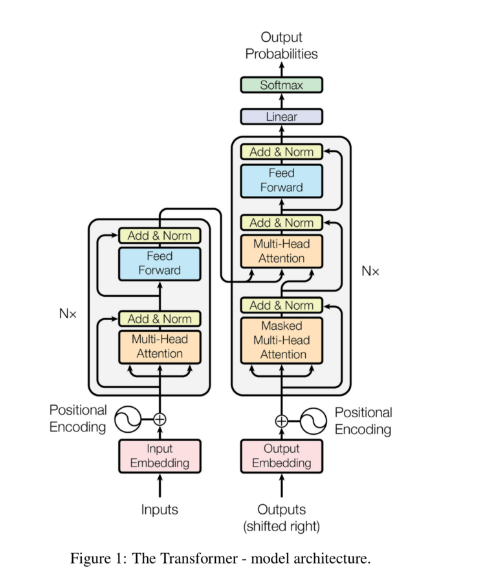 Output
Probabilities
Softmax
Linear
Add & Norm
Feed
Forward
Add & Norm
Multi-Head
Attention
Add & Norm
Masked
Multi-Head
Attention
N×
Add & Norm
Feed
Forward
Add & Norm
Multi-Head
Attention
N×
Positional
Encoding
Positional
Encoding
Input
Embedding
Output
Embedding
Inputs
Outputs
(shifted right)
Figure 1: The Transformer - model architecture.